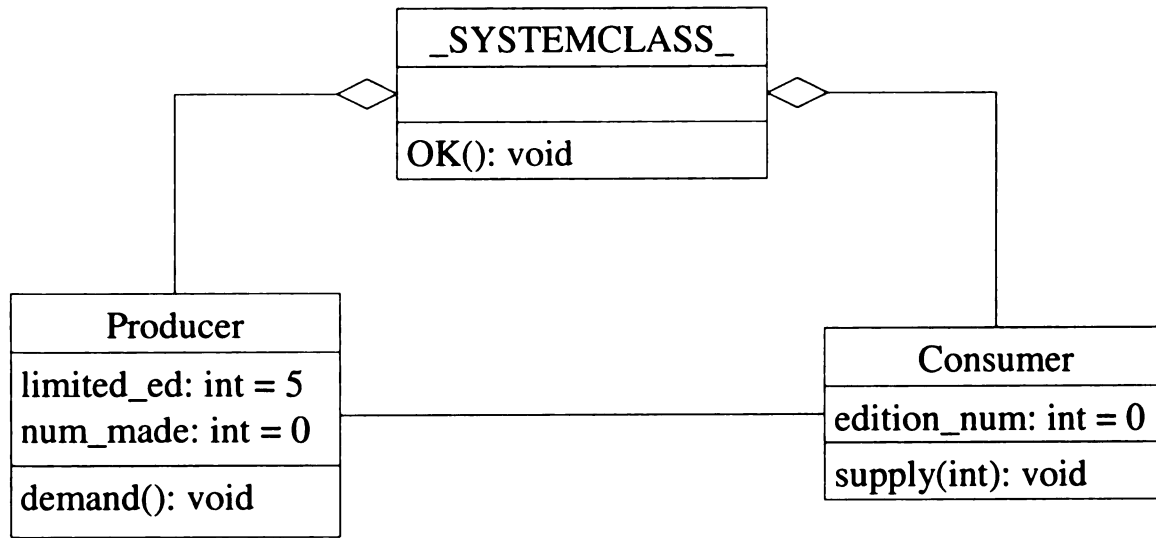 _SYSTEMCLASS_
OK(): void
Producer
limited_ed: int = 5
num_made: int = 0
demand(): void
Consumer
edition_num: int = 0
supply(int): void